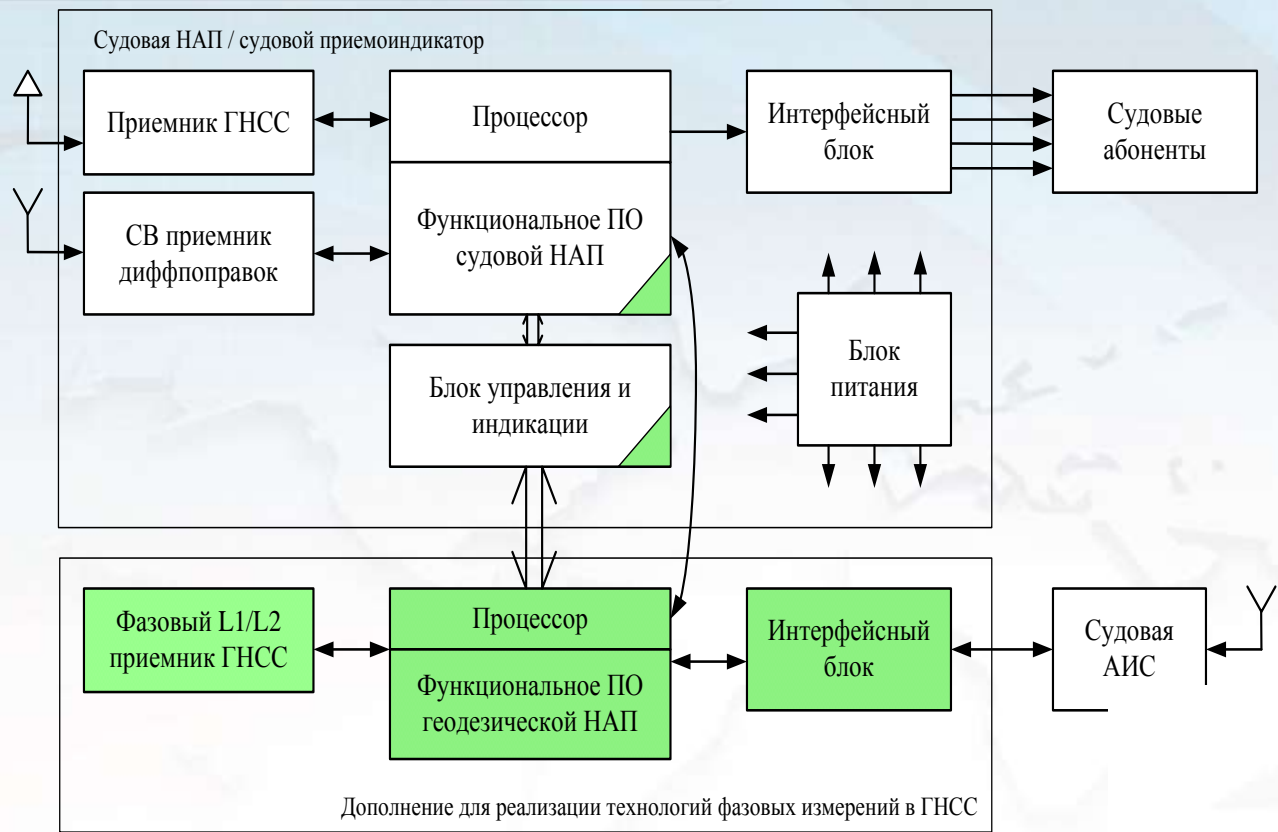 Судовая НАП / судовой приемоиндикатор
Приемник ГНСС
Процессор
Интерфейсный
блок
Судовые
абоненты
СВ приемник
диффпоправок
Функциональное ПО
судовой НАП
Блок управления и
индикации
Блок
питания
Фазовый L1/L2
приемник ГНСС
Процессор
Функциональное ПО
геодезической НАП
Интерфейсный
блок
Судовая
АИС
Дополнение для реализации технологий фазовых измерений в ГНСС